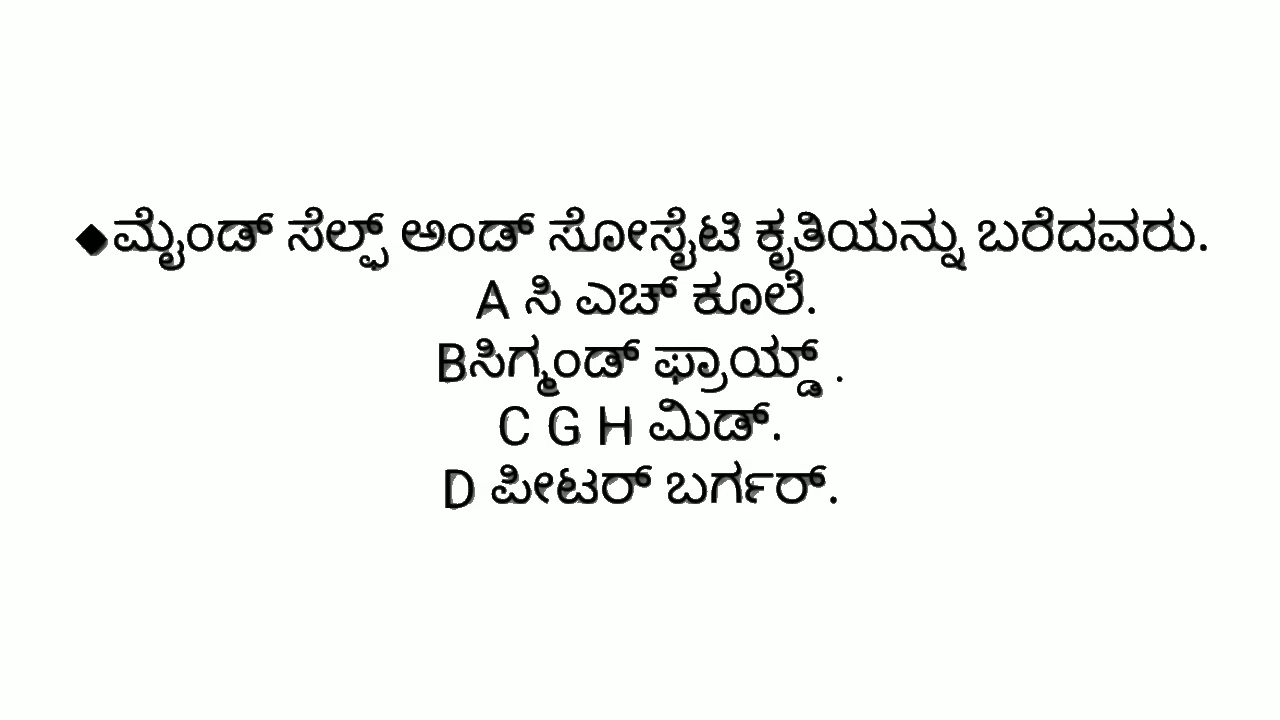 ◆ಮೈಂಡ್ ಸೆಲ್ಫ್ ಅಂಡ್ ಸೋಸೈಟಿ ಕೃತಿಯನ್ನು ಬರೆದವರು.
A ಸಿ ಎಚ್ ಕೂಲೆ.
Bಸಿಗ್ಮಂಡ್ ಫ್ರಾಯ್ಡ್ .
C G H ಮಿಡ್.
D ಪೀಟರ್ ಬರ್ಗರ್.